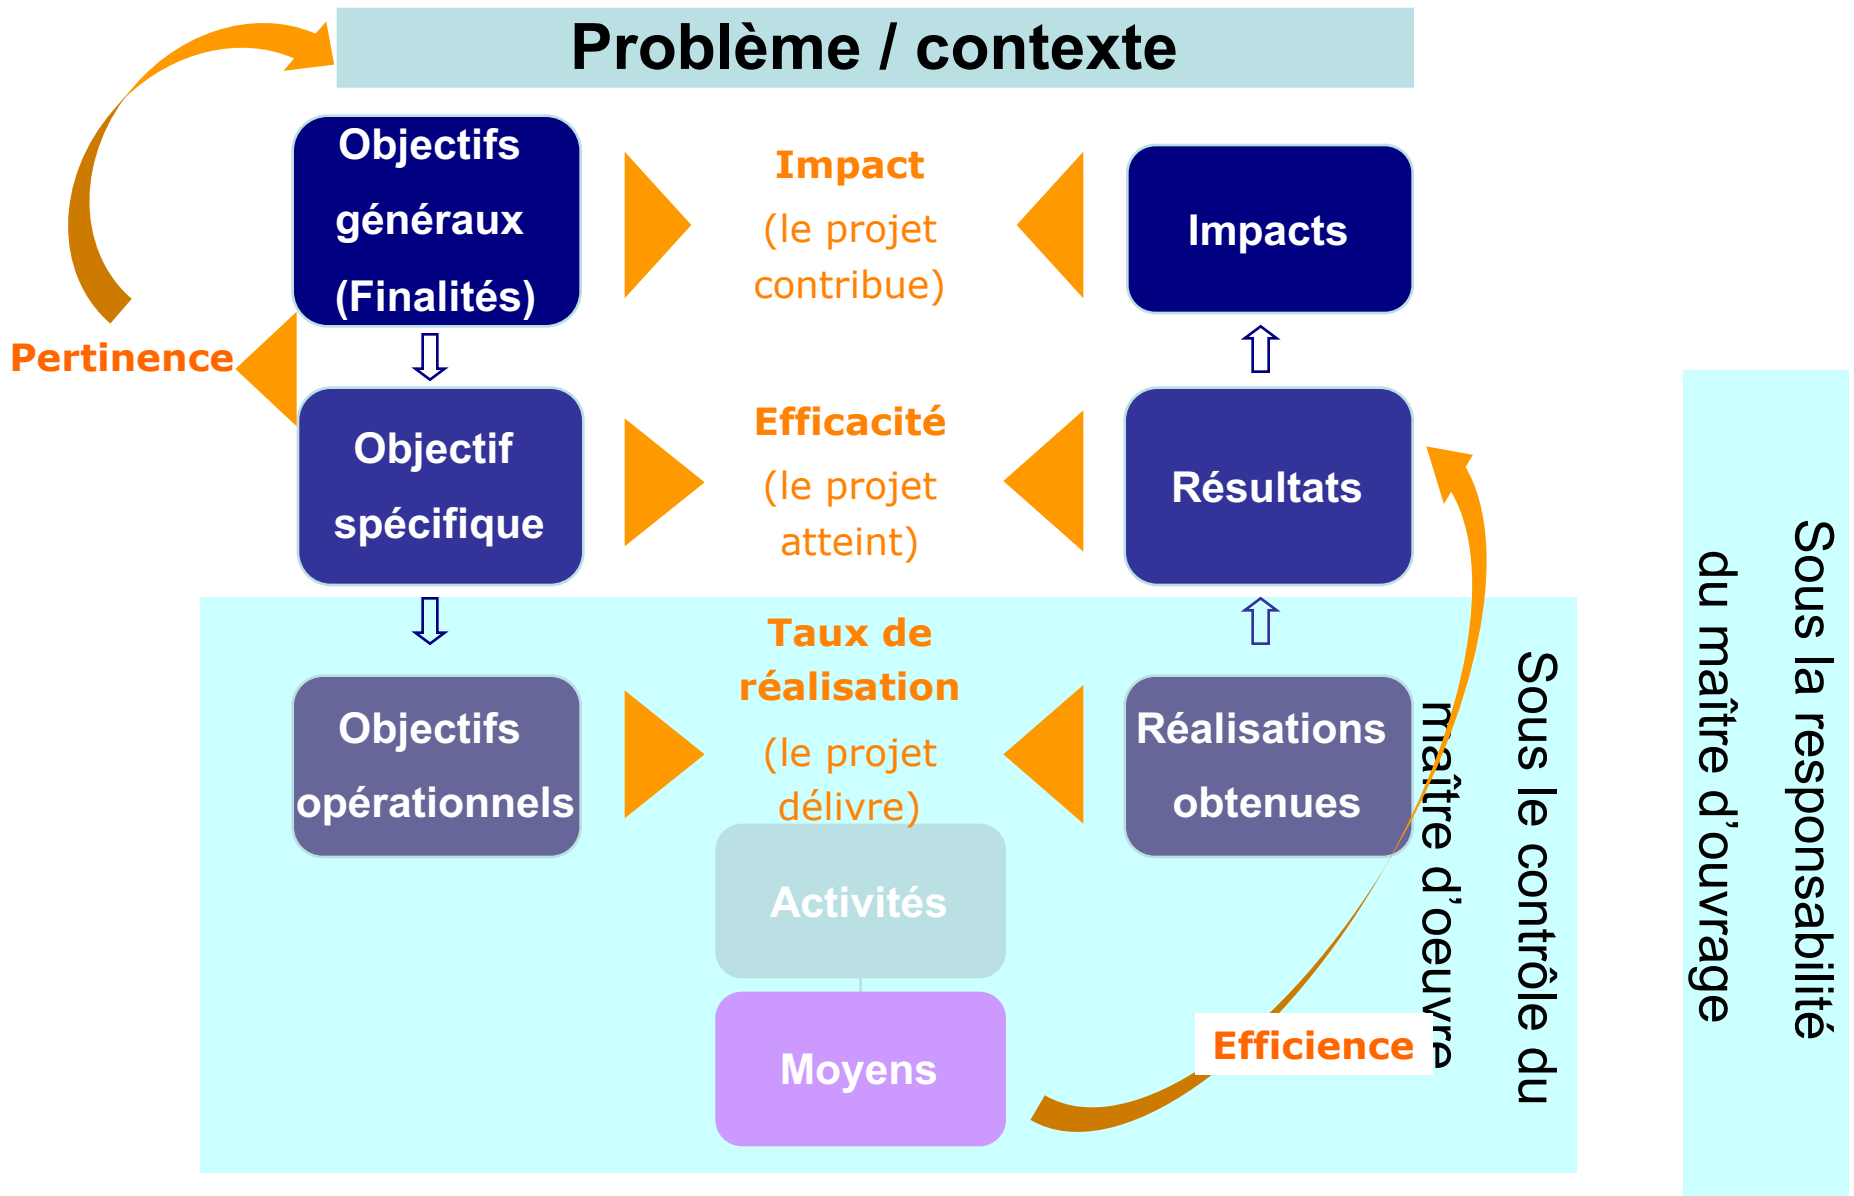 Problème / contexte
Objectifs
généraux
(Finalités)
Impact
(le projet
contribue)
Impacts
Pertinence
Objectif
spécifique
Efficacité
(le projet
atteint)
Résultats
Objectifs
opérationnels
Taux de
réalisation
(le projet
délivre)
Réalisations
obtenues
Activités
Moyens
Efficience
Sous le contrôle du
maître d'oeuvre
Sous la responsabilité
du maître d'ouvrage